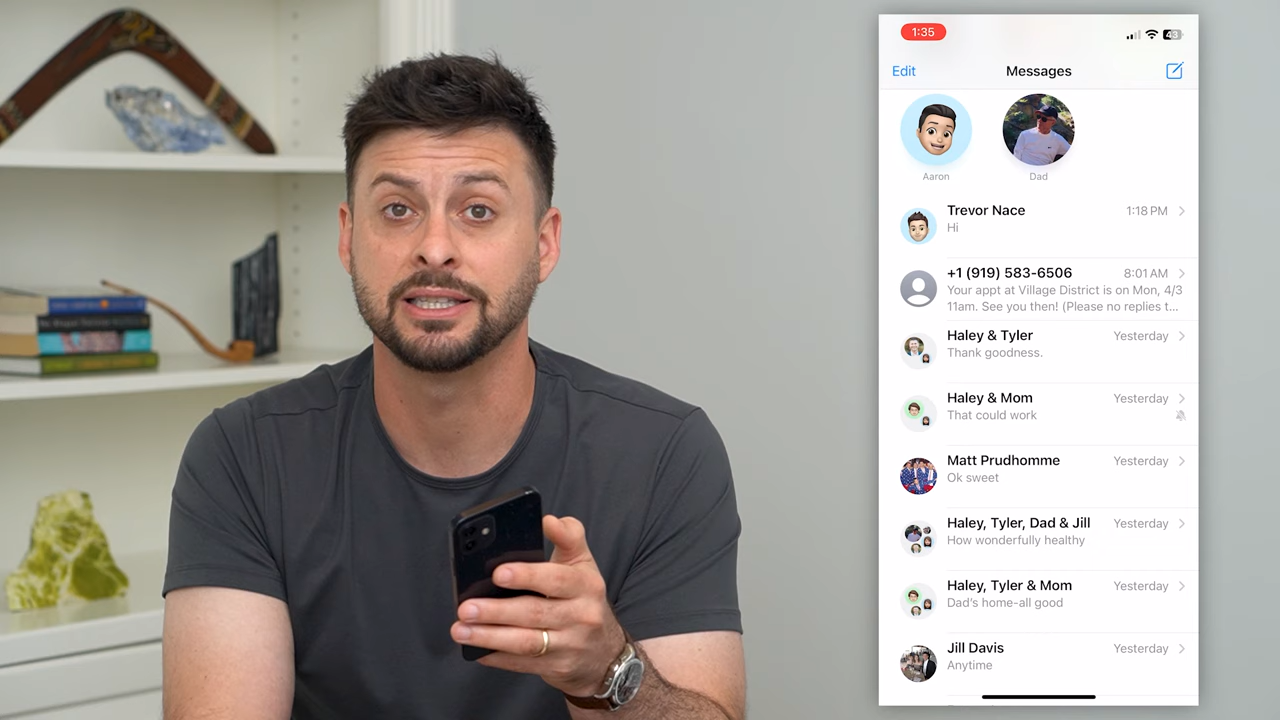 1:35
43
Edit
Messages
Aaron
Dad
Trevor Nace
1:18 PM
Hi
+1 (919) 583-6506
8:01 AM
Your appt at Village District is on Mon, 4/3
11am. See you then! (Please no replies t...
Haley & Tyler
Yesterday
Thank goodness.
Haley & Mom
Yesterday
That could work
Matt Prudhomme
Yesterday
Ok sweet
Haley, Tyler, Dad & Jill
Yesterday
How wonderfully healthy
Haley, Tyler & Mom
Yesterday
Dad's home-all good
Jill Davis
Yesterday
Anytime